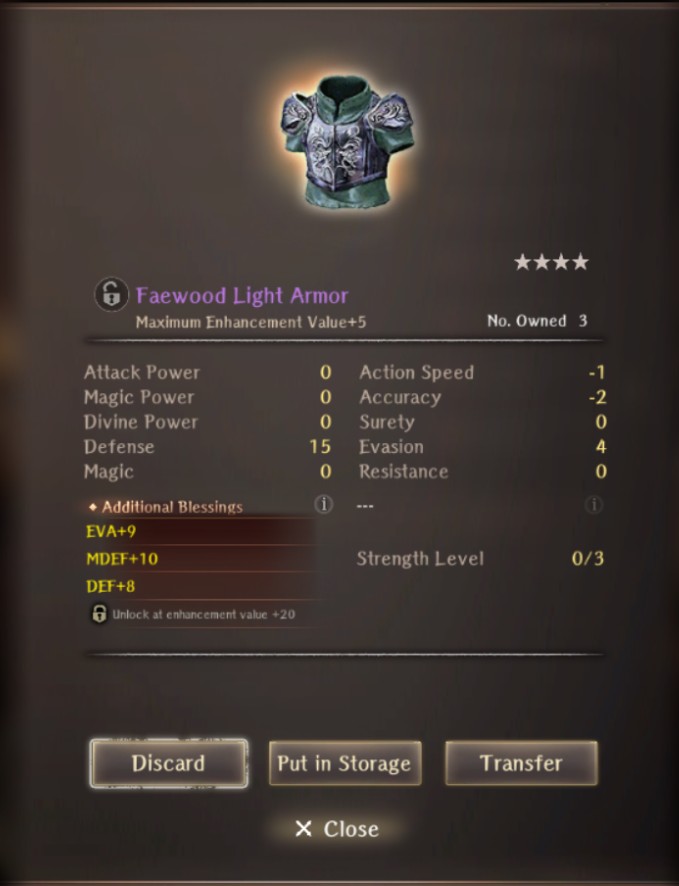 ★★★★
Faewood Light Armor
Maximum Enhancement Value+5
No. Owned 3
Attack Power 0
Action Speed -1
Magic Power 0
Accuracy -2
Divine Power 0
Surety 0
Defense 15
Evasion 4
Magic 0
Resistance 0
Additional Blessings
---
EVA+9
MDEF+10
Strength Level 0/3
DEF+8
Unlock at enhancement value +20
Discard
Put in Storage
Transfer
Close